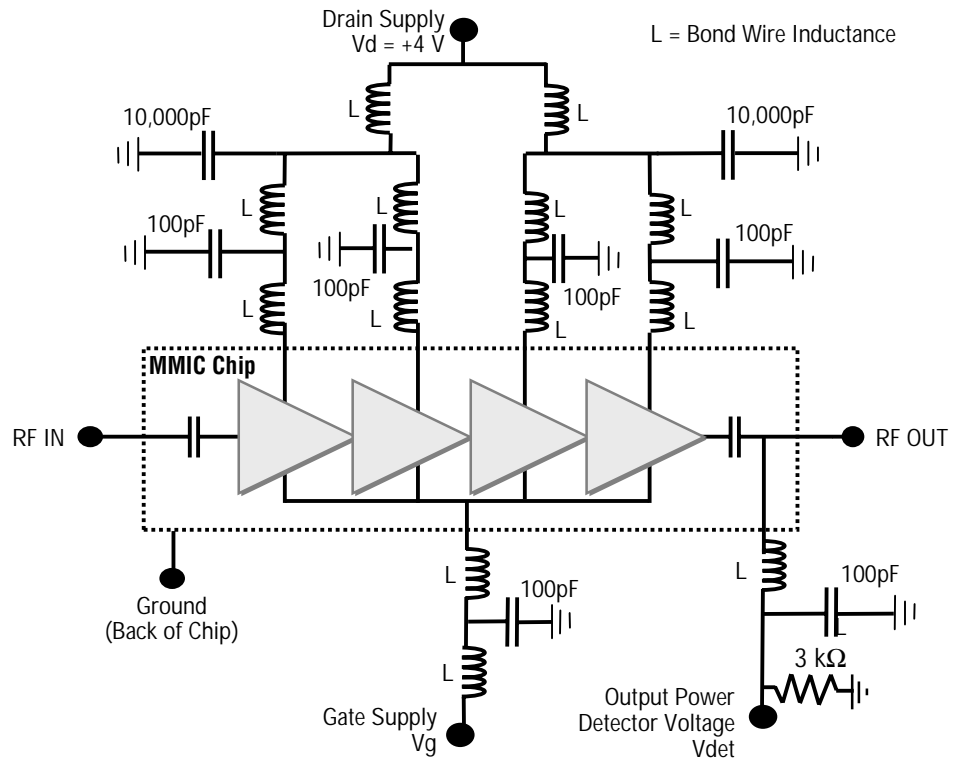 Drain Supply
Vd = +4 V
L = Bond Wire Inductance
L
L
10,000pF
10,000pF
L
L
L
L
100pF
100pF
100pF
100pF
L
L
L
L
MMIC Chip
RF IN
RF OUT
L
100pF
L
100pF
L
Ground
(Back of Chip)
L
3 kΩ
Gate Supply
Vg
Output Power
Detector Voltage
Vdet